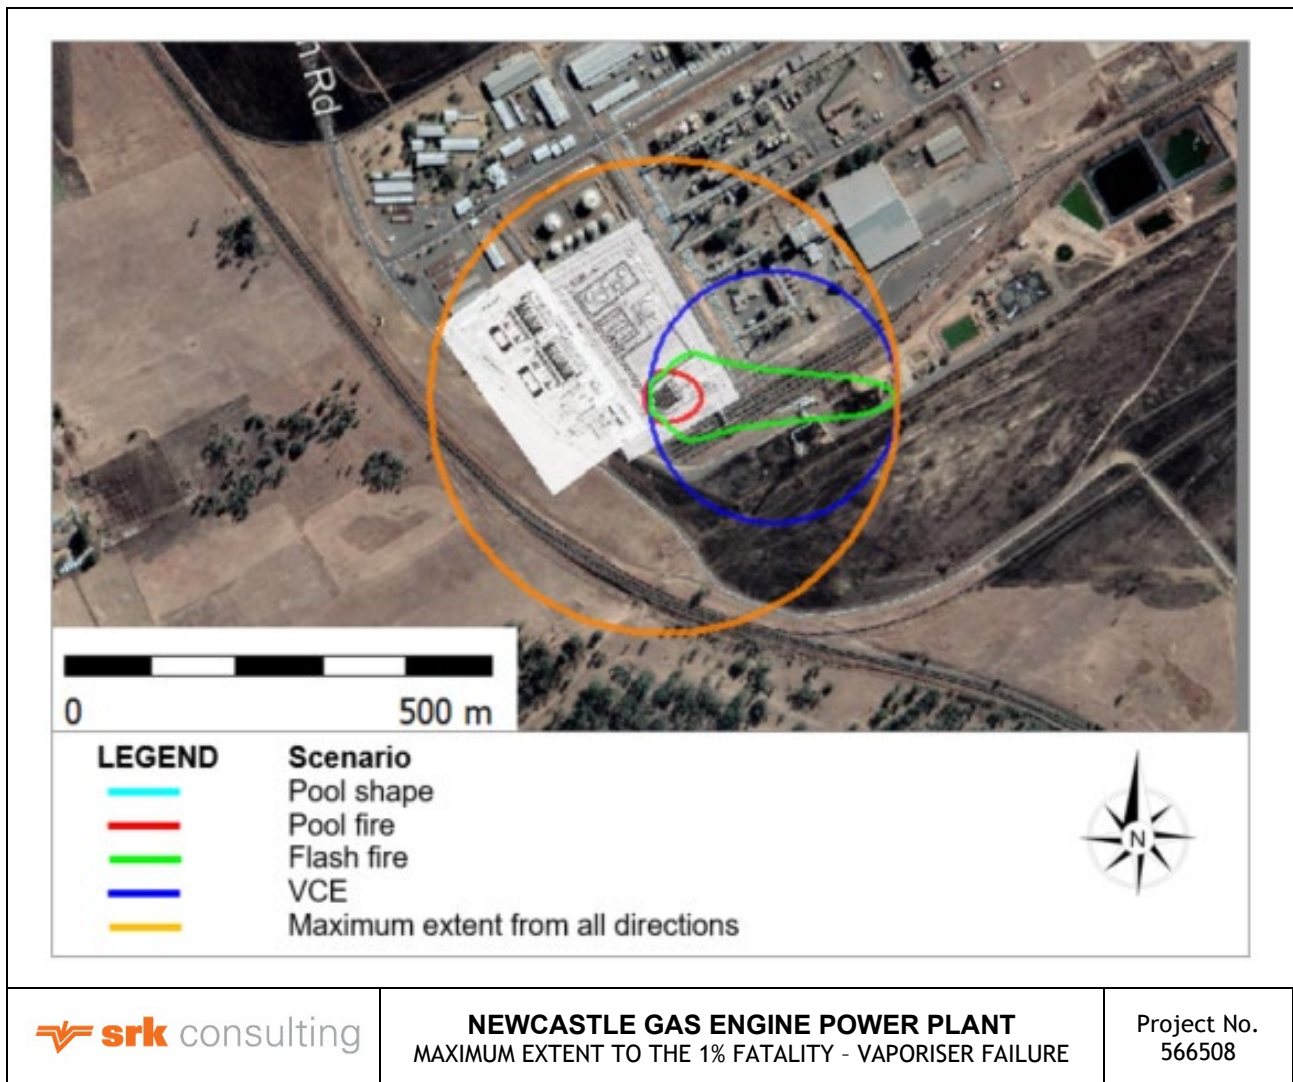 n Rd
0 500 m
LEGEND Scenario
Pool shape
Pool fire
Flash fire
VCE
Maximum extent from all directions
N
srk consulting
NEWCASTLE GAS ENGINE POWER PLANT
MAXIMUM EXTENT TO THE 1% FATALITY – VAPORISER FAILURE
Project No.
566508